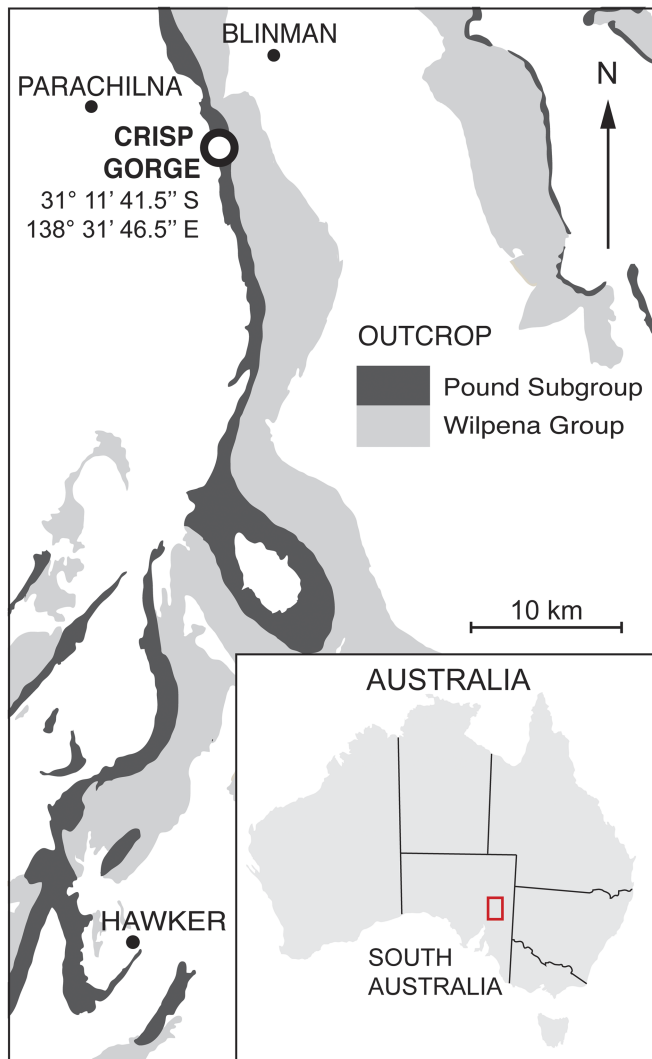 BLINMAN
PARACHILNA
N
CRISP
GORGE
31° 11' 41.5” S
138° 31' 46.5” E
OUTCROP
Pound Subgroup
Wilpena Group
10 km
AUSTRALIA
SOUTH
AUSTRALIA
HAWKER